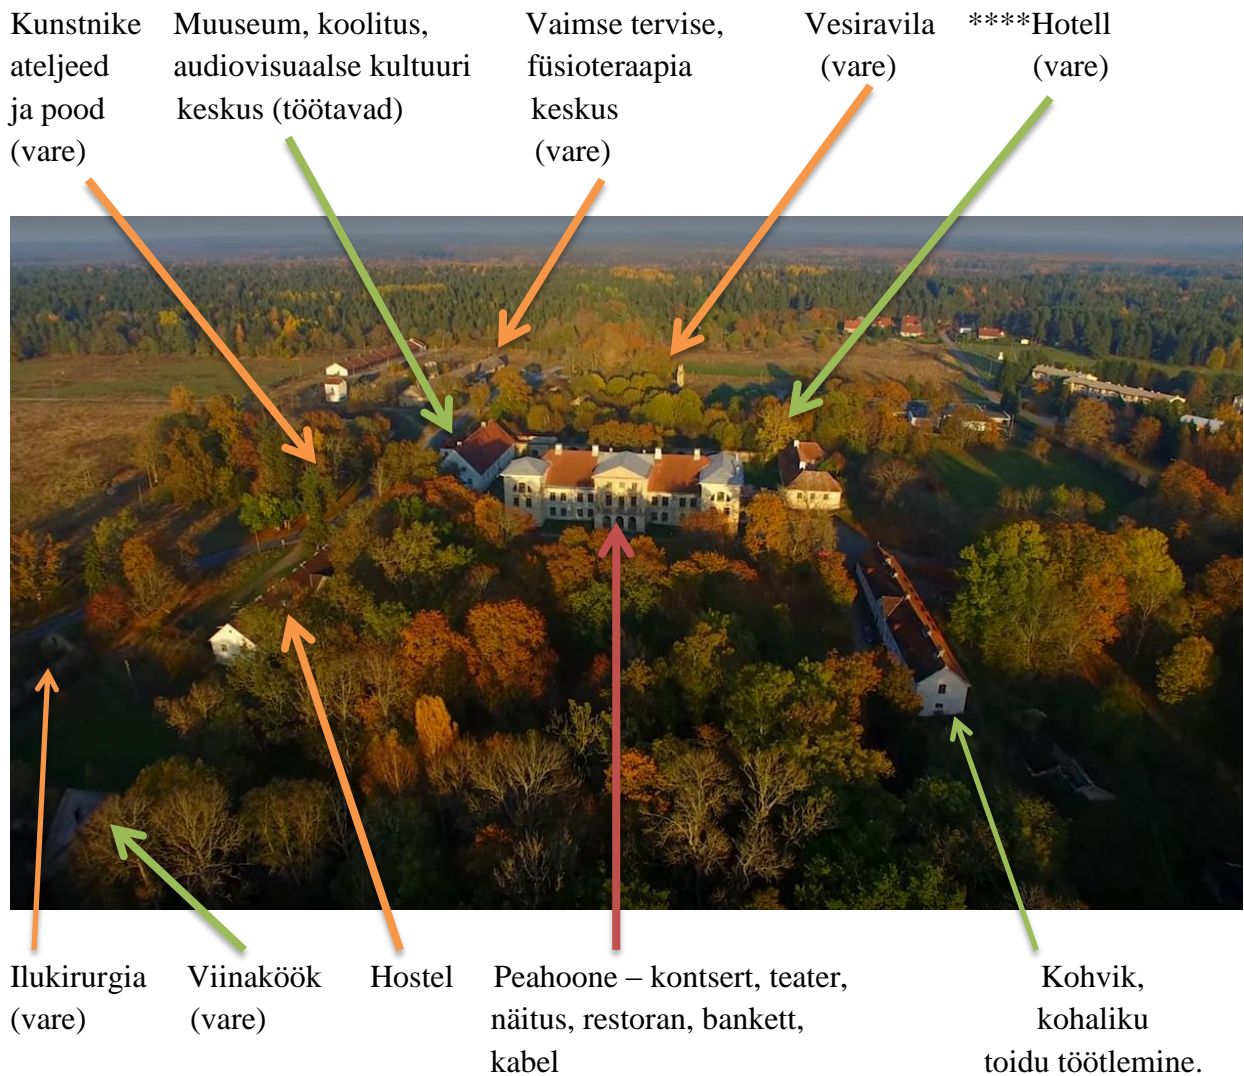 Kunstnike
ateljeed
ja pood
(vare)
Muuseum, koolitus,
audiovisuaalse kultuuri
keskus (töötavad)
Vaimse tervise,
füsioteraapia
keskus
(vare)
Vesiravila
(vare)
****Hotell
(vare)
Ilukirurgia
(vare)
Viinaköök
(vare)
Hostel
Peahoone – kontsert, teater,
näitus, restoran, bankett,
kabel
Kohvik,
kohaliku
toidu töötlemine.